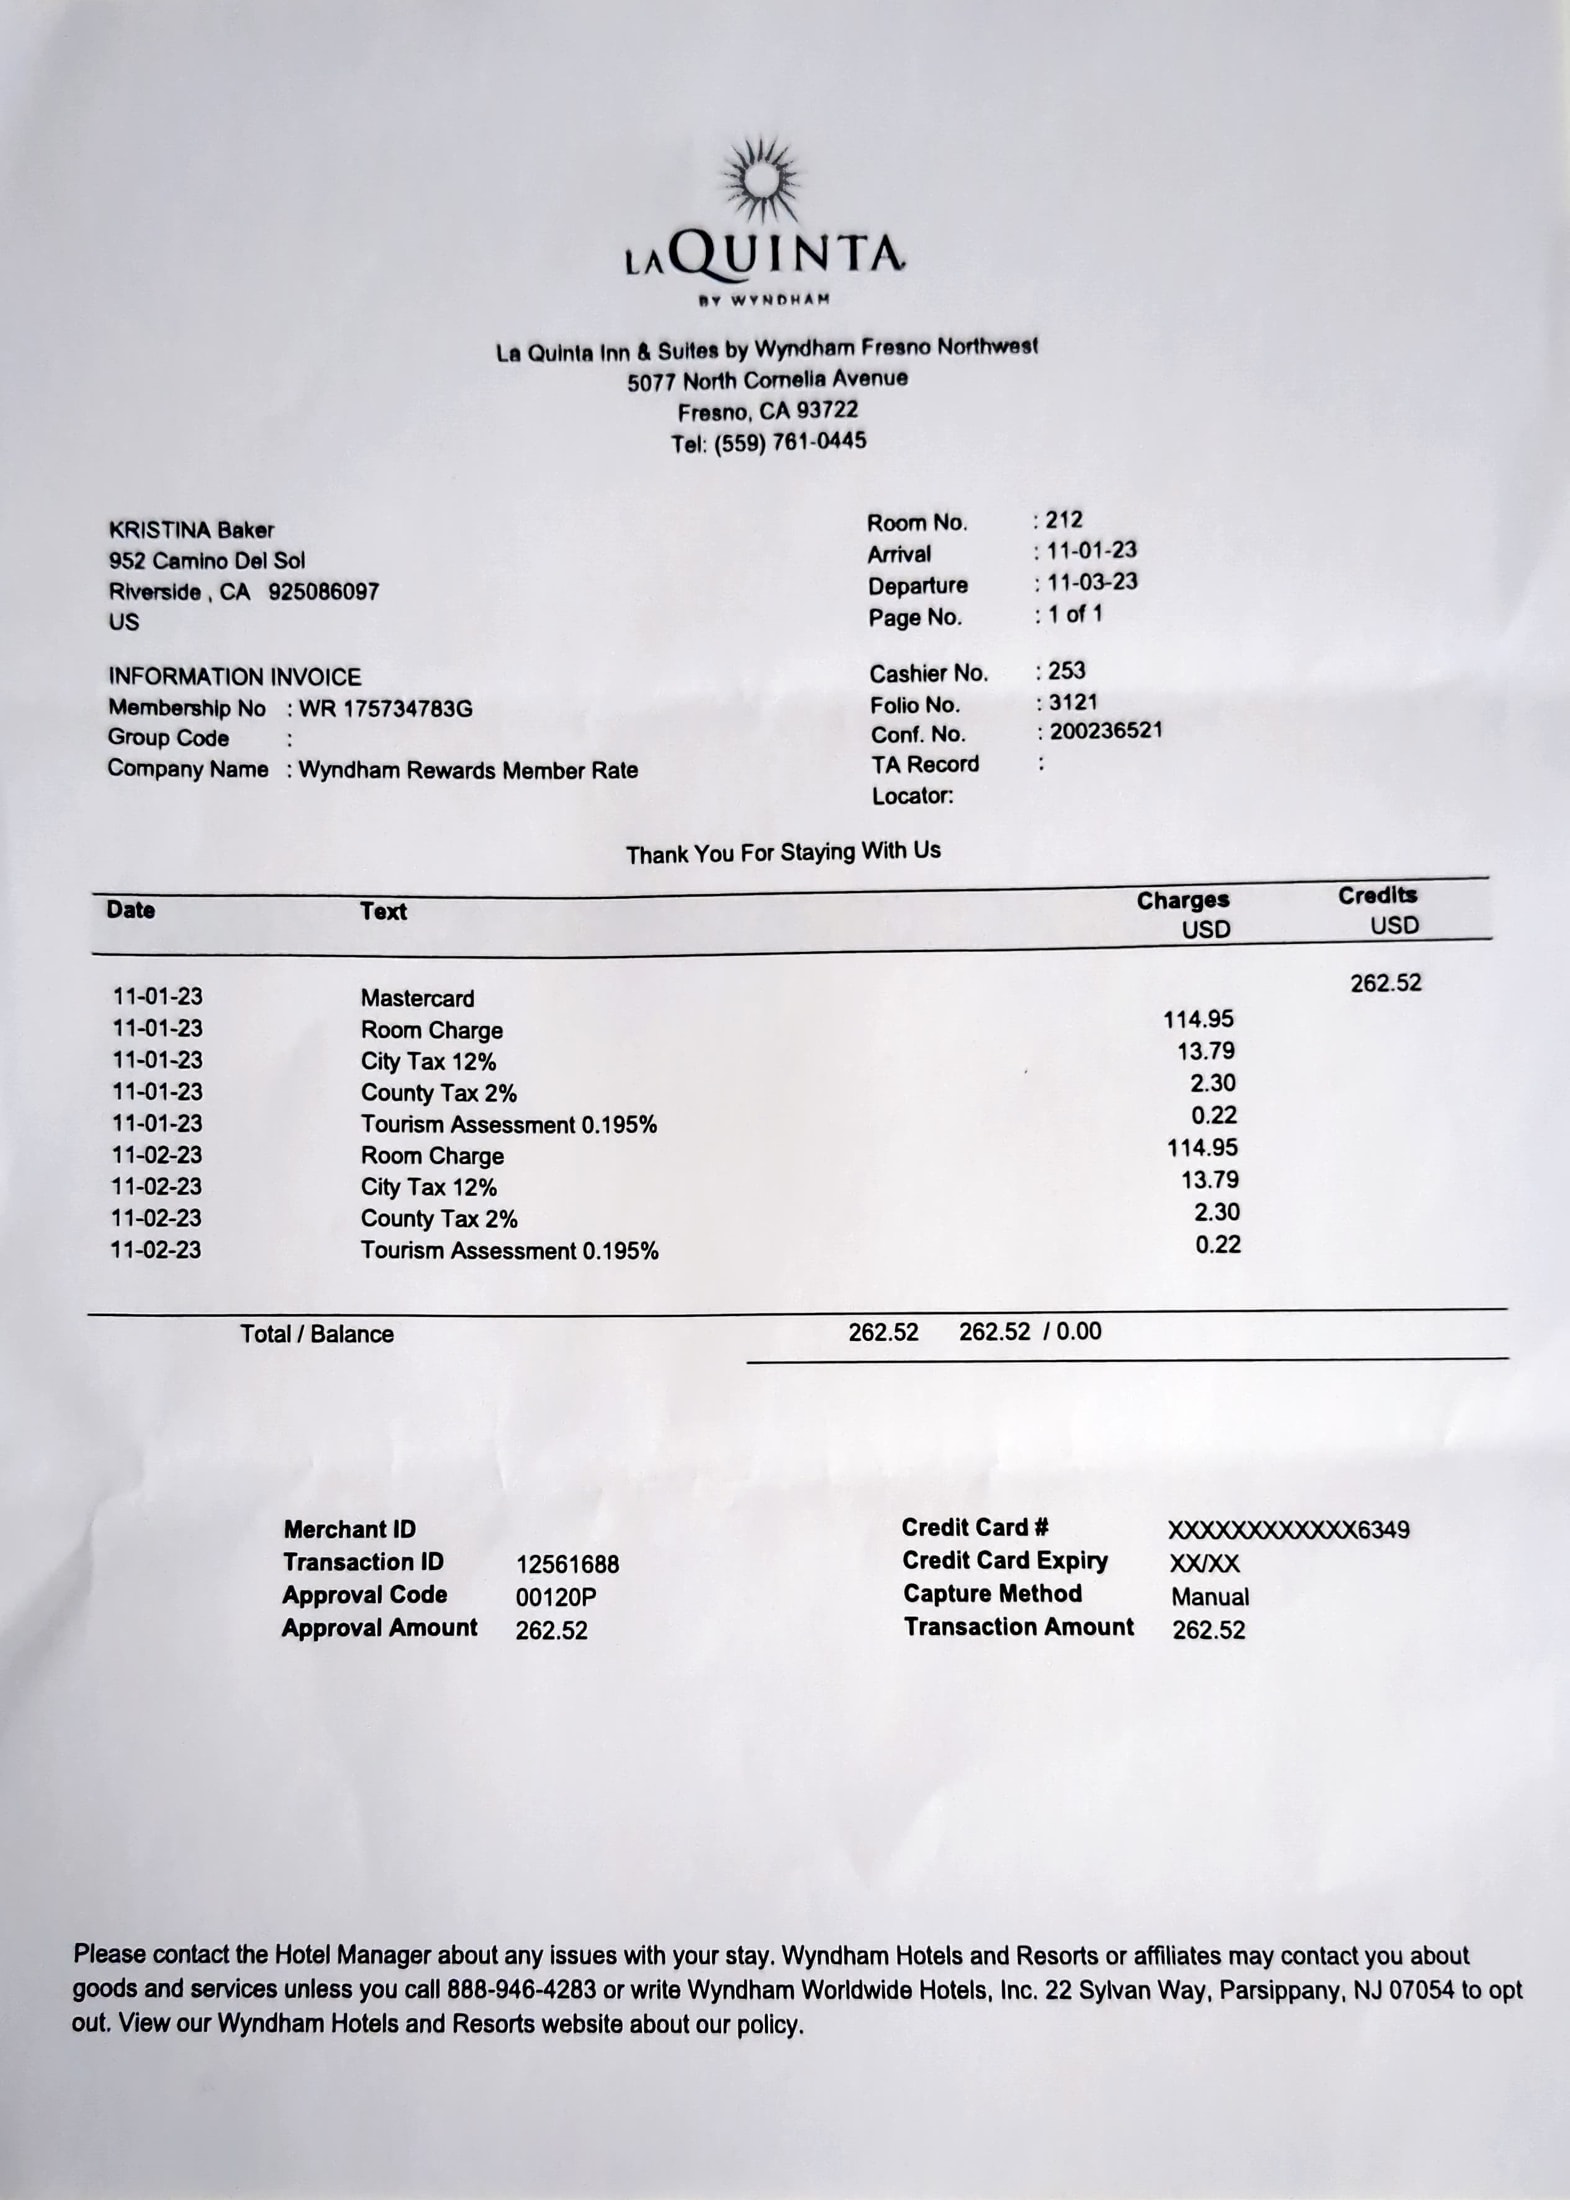 LAQUINTA
BY WYNDHAM
La Quinta Inn & Suites by Wyndham Fresno Northwest
5077 North Cornelia Avenue
Fresno, CA 93722
Tel: (559) 761-0445
KRISTINA Baker
952 Camino Del Sol
Riverside , CA 925086097
US
Room No. : 212
Arrival : 11-01-23
Departure : 11-03-23
Page No. : 1 of 1
INFORMATION INVOICE
Membership No : WR 175734783G
Group Code :
Company Name : Wyndham Rewards Member Rate
Cashier No. : 253
Folio No. : 3121
Conf. No. : 200236521
TA Record :
Locator:
Thank You For Staying With Us
Date Text Charges Credits
USD USD
11-01-23 Mastercard 262.52
11-01-23 Room Charge 114.95
11-01-23 City Tax 12% 13.79
11-01-23 County Tax 2% 2.30
11-01-23 Tourism Assessment 0.195% 0.22
11-02-23 Room Charge 114.95
11-02-23 City Tax 12% 13.79
11-02-23 County Tax 2% 2.30
11-02-23 Tourism Assessment 0.195% 0.22
Total / Balance 262.52 262.52 / 0.00
Merchant ID
Transaction ID 12561688
Approval Code 00120P
Approval Amount 262.52
Credit Card # XXXXXXXXXXXX6349
Credit Card Expiry XX/XX
Capture Method Manual
Transaction Amount 262.52
Please contact the Hotel Manager about any issues with your stay. Wyndham Hotels and Resorts or affiliates may contact you about
goods and services unless you call 888-946-4283 or write Wyndham Worldwide Hotels, Inc. 22 Sylvan Way, Parsippany, NJ 07054 to opt
out. View our Wyndham Hotels and Resorts website about our policy.